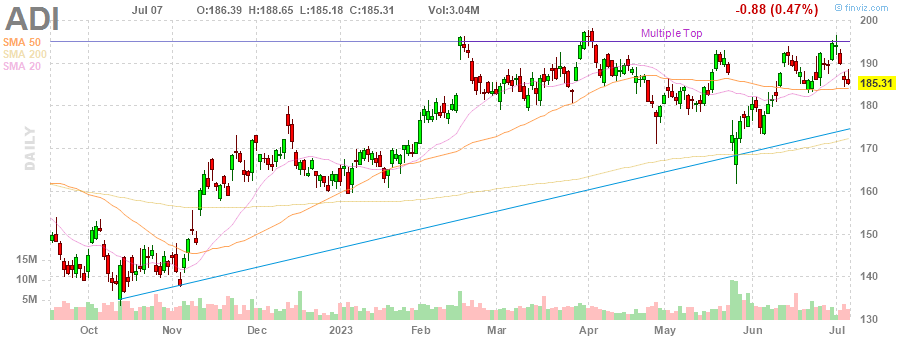 ADI Jul 07 O:186.39 H:188.65 L:185.18 C:185.31 Vol:3.04M -0.88 (0.47%) © finviz.com
SMA 50
SMA 200
SMA 20
Multiple Top
DAILY
200
190
185.31
180
170
160
150
140
130
15M
10M
5M
Oct Nov Dec 2023 Feb Mar Apr May Jun Jul